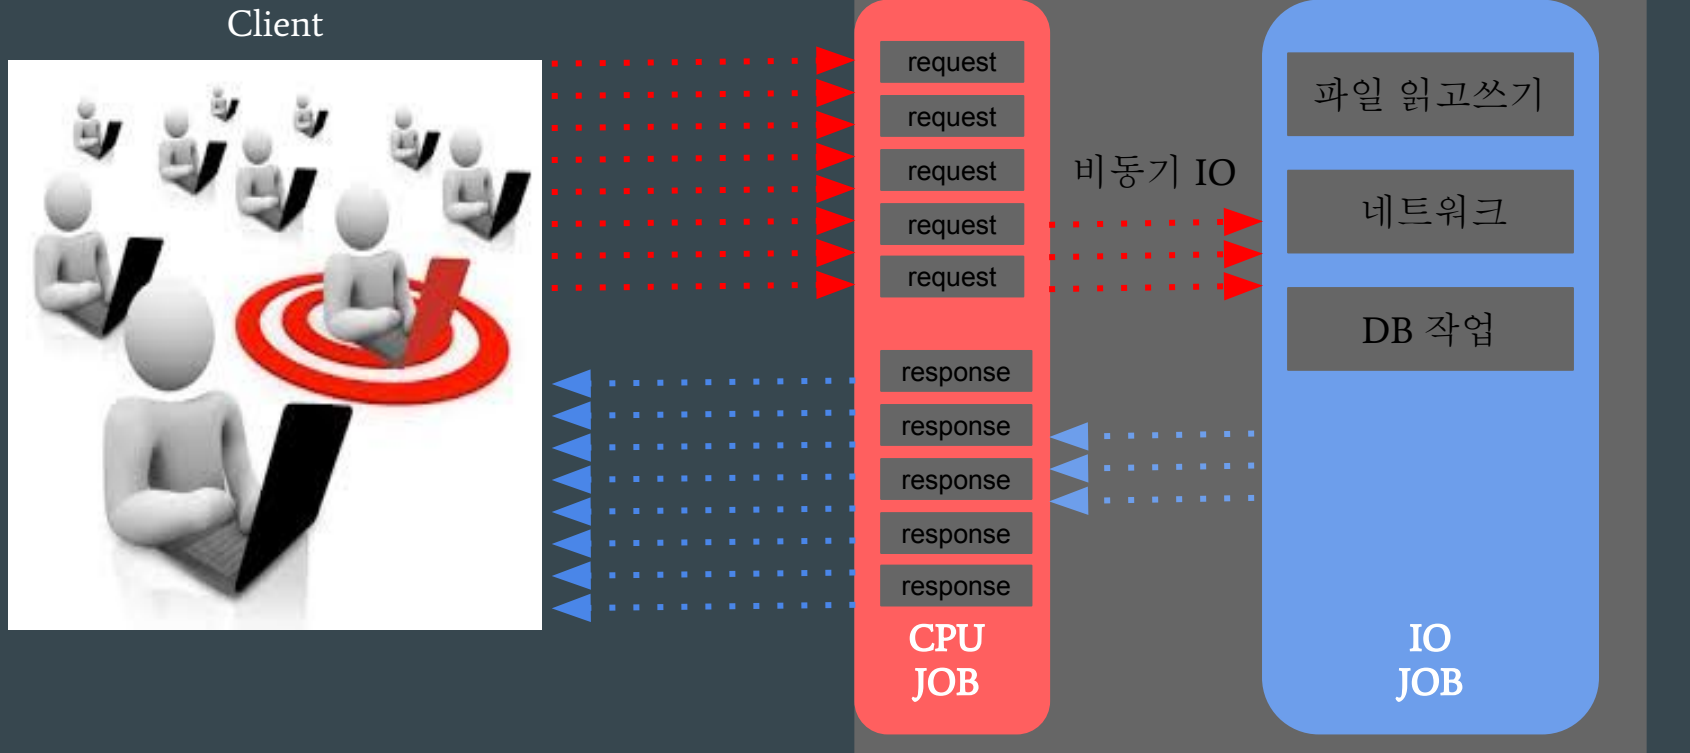 Client
request
request
request
request
request
response
response
response
response
response
CPU
JOB
비동기 IO
파일 읽고쓰기
네트워크
DB 작업
IO
JOB